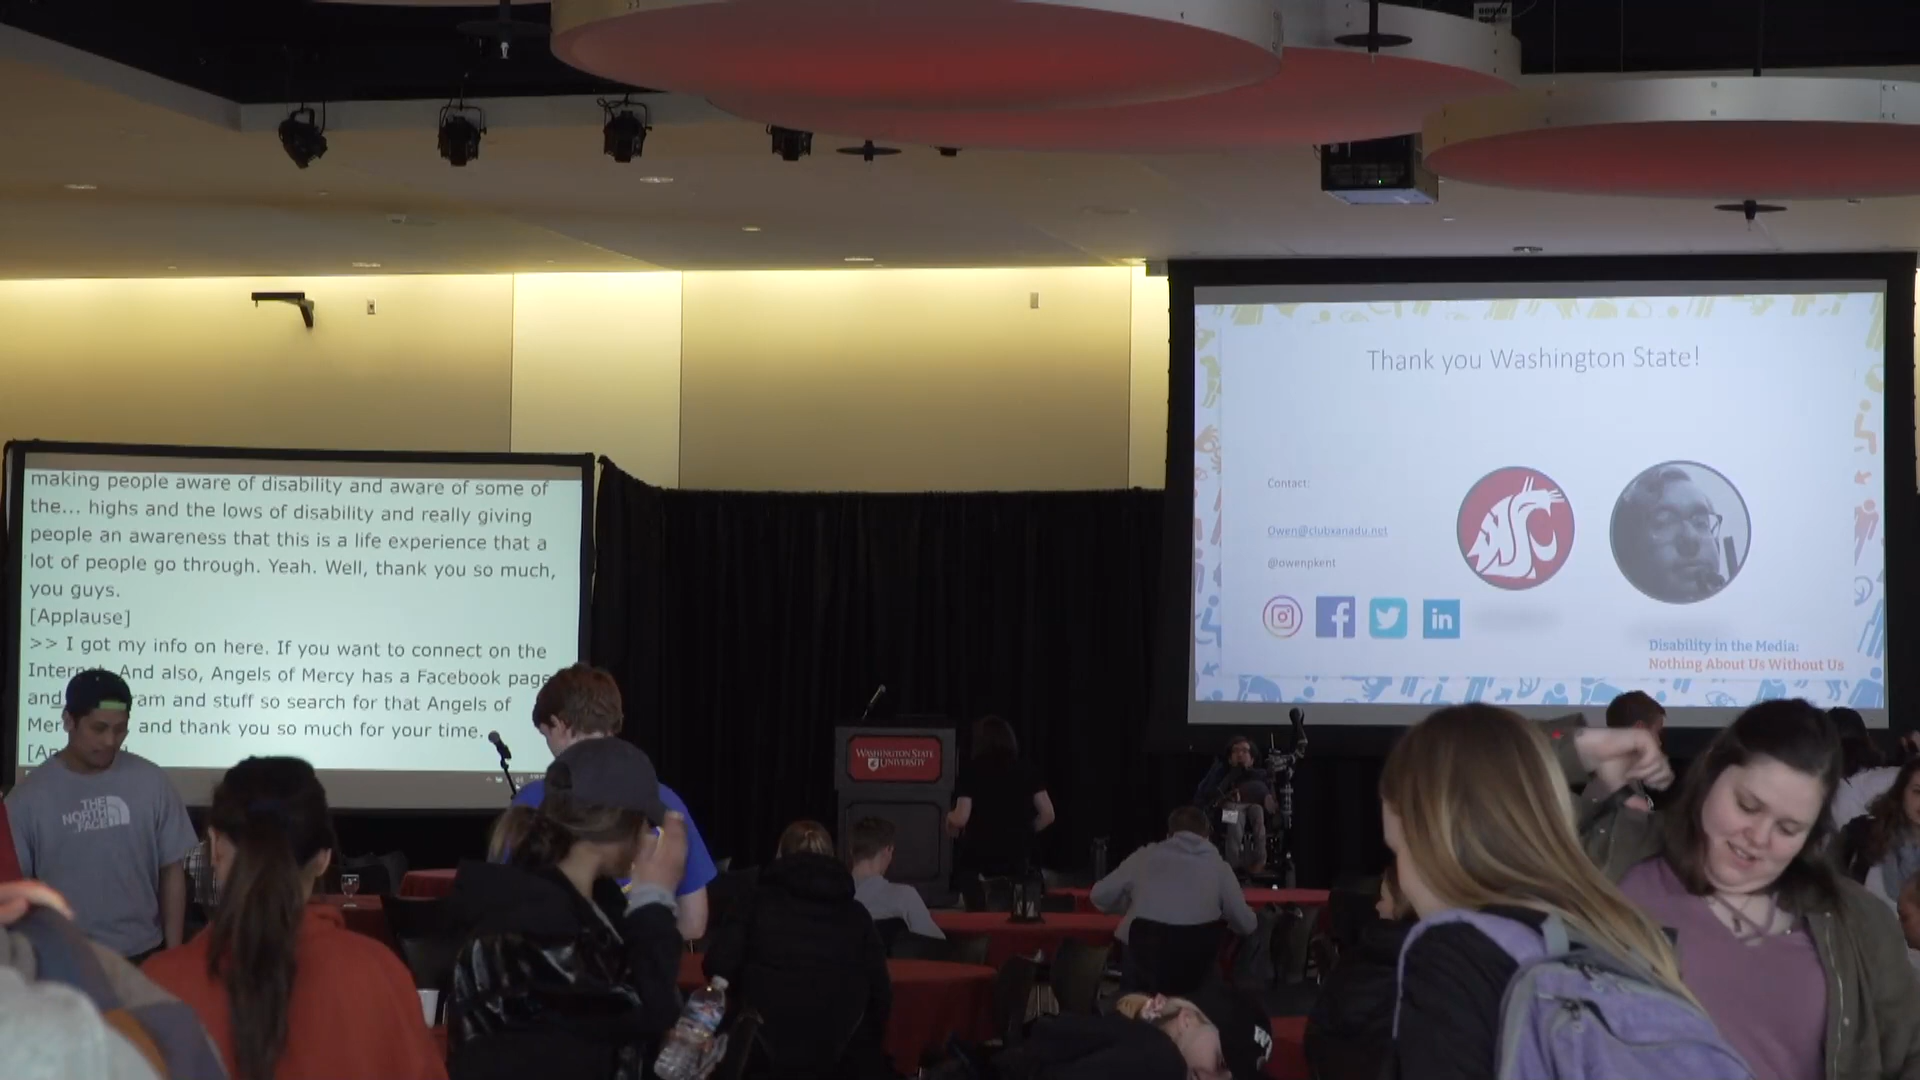 making people aware of disability and aware of some of
the... highs and the lows of disability and really giving
people an awareness that this is a life experience that a
lot of people go through. Yeah. Well, thank you so much,
you guys.
[Applause]
>> I got my info on here. If you want to connect on the
And also, Angels of Mercy has a Facebook page
and stuff so search for that Angels of
and thank you so much for your time.
Thank you Washington State!
Contact:
Owen@clubxanadu.net
@owenpkent
in
Disability in the Media:
Nothing About Us Without Us
WASHINGTON STATE
UNIVERSITY
THE
NORTH
FACE